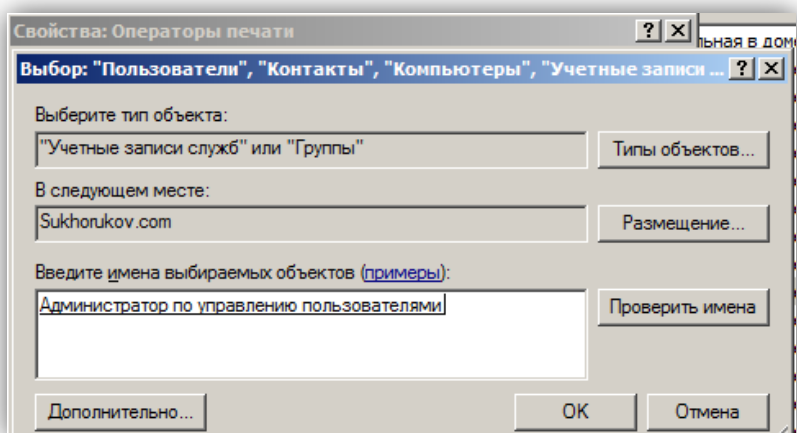 Свойства: Операторы печати
льная в дом
Выбор: "Пользователи", "Контакты", "Компьютеры", "Учетные записи ...
Выберите тип объекта:
"Учетные записи служб" или "Группы"
Типы объектов...
В следующем месте:
Sukhorukov.com
Размещение...
Введите имена выбираемых объектов (примеры):
Администратор по управлению пользователями
Проверить имена
Дополнительно...
OK
Отмена